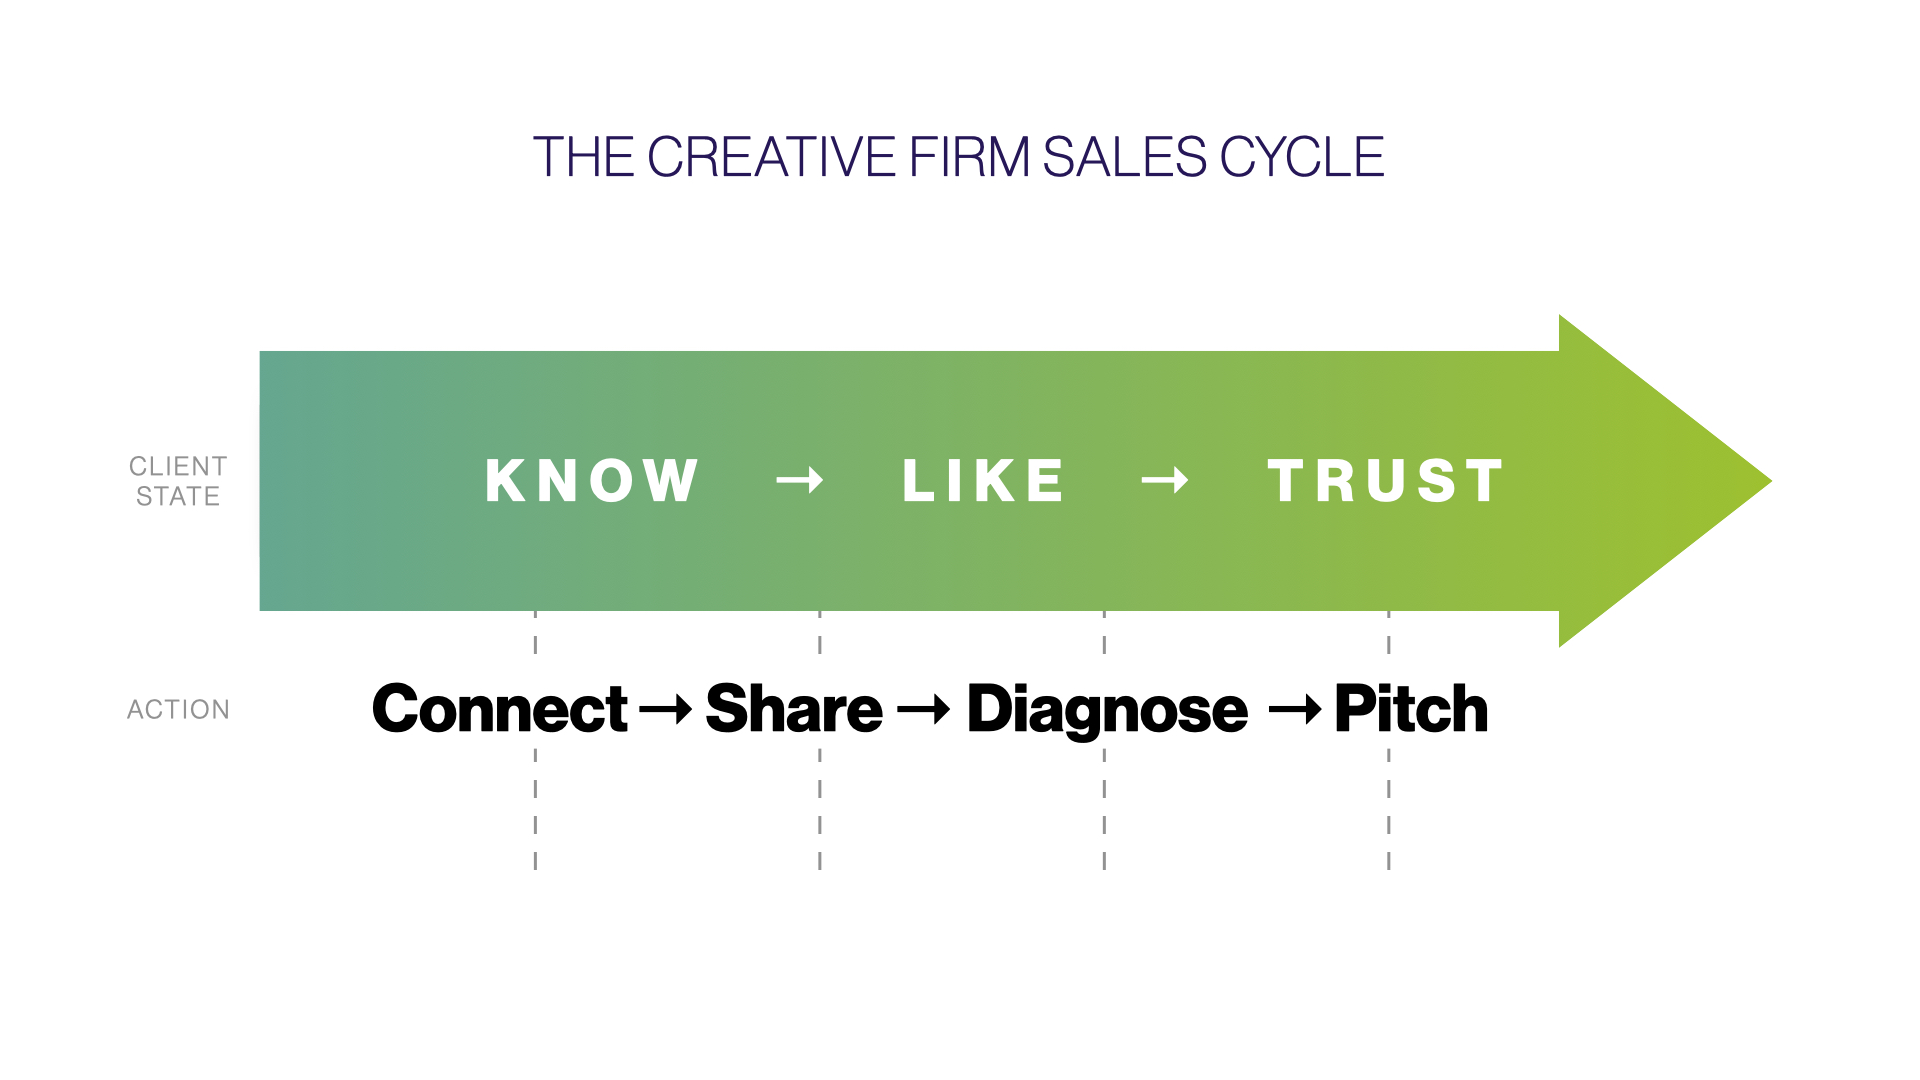 THE CREATIVE FIRM SALES CYCLE
CLIENT
STATE
KNOW → LIKE → TRUST
ACTION
Connect → Share → Diagnose → Pitch